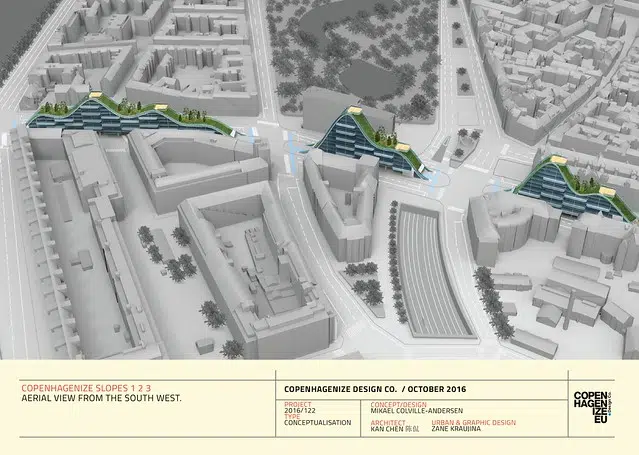 COPENHAGENIZE SLOPES 1 2 3
AERIAL VIEW FROM THE SOUTH WEST.
COPENHAGENIZE DESIGN CO. / OCTOBER 2016
PROJECT
2016/122
TYPE
CONCEPTUALISATION
CONCEPT/DESIGN
MIKAEL COLVILLE-ANDERSEN
ARCHITECT
KAN CHEN 陈侃
URBAN & GRAPHIC DESIGN
ZANE KRAUJINA
COPEN
HAGEN
IZE
EU
Design Co.